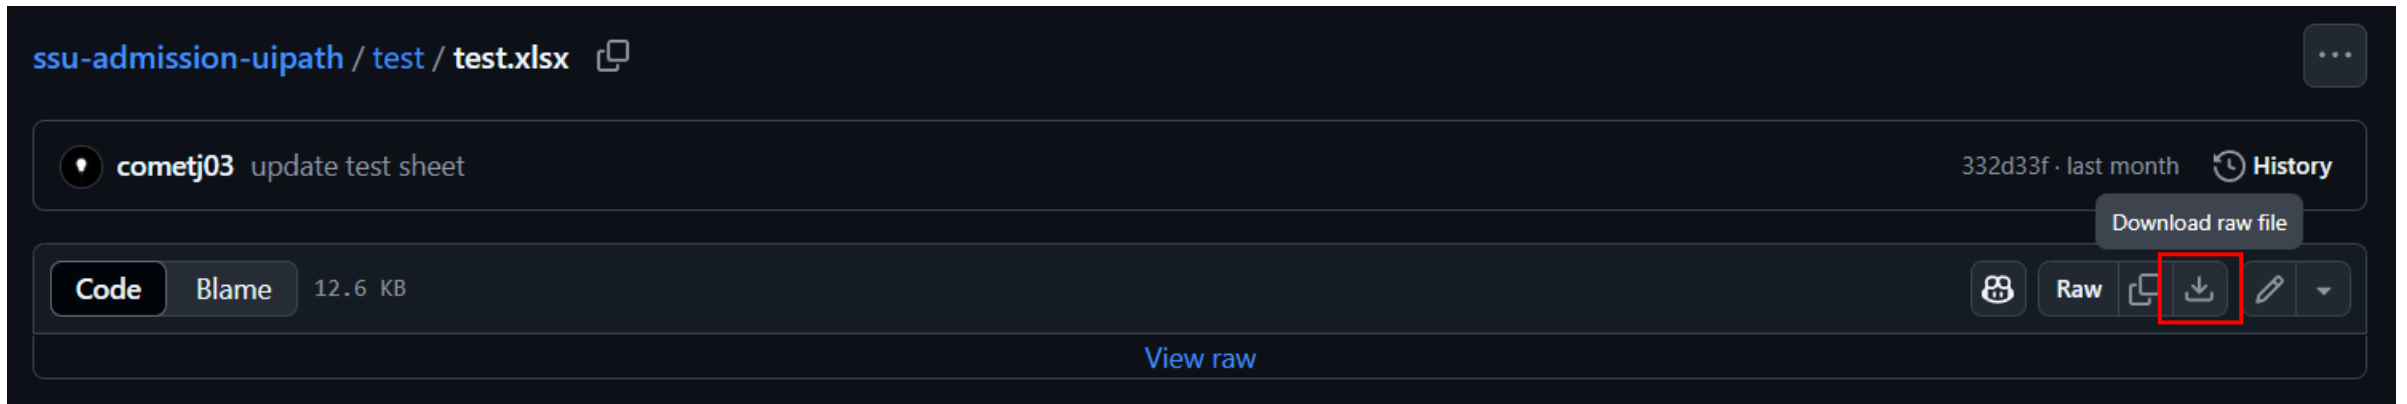 ssu-admission-uipath / test / test.xlsx
cometj03 update test sheet 332d33f · last month History
Download raw file
Code Blame 12.6 KB Raw
View raw